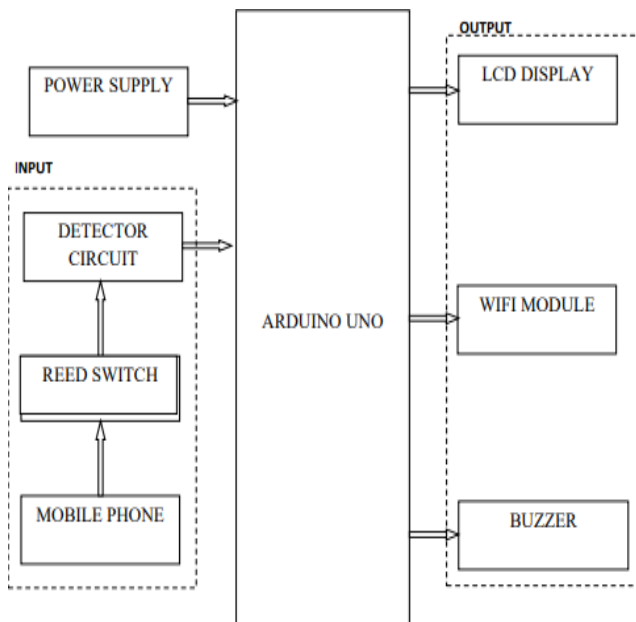 OUTPUT
POWER SUPPLY
LCD DISPLAY
INPUT
DETECTOR
CIRCUIT
ARDUINO UNO
WIFI MODULE
REED SWITCH
MOBILE PHONE
BUZZER